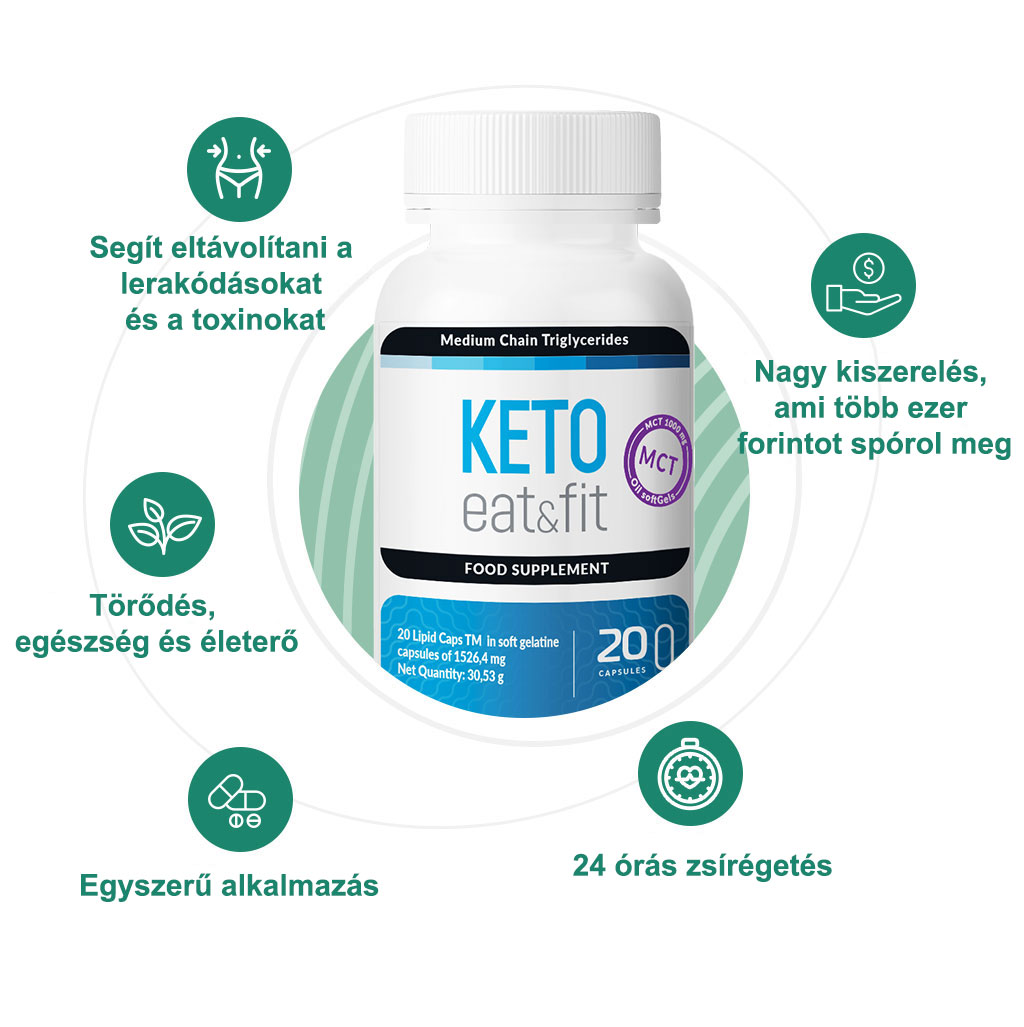 Segít eltávolítani a
lerakódásokat
és a toxinokat
Nagy kiszerelés,
ami több ezer
forintot spórol meg
Medium Chain Triglycerides
KETO
eat&fit
MCT 1000 mg
MCT
Oil softGels
FOOD SUPPLEMENT
20 Lipid Caps TM in soft gelatine
capsules of 1526,4 mg
Net Quantity: 30,53 g
20
CAPSULES
Törődés,
egészség és életerő
Egyszerű alkalmazás
24 órás zsírégetés
$